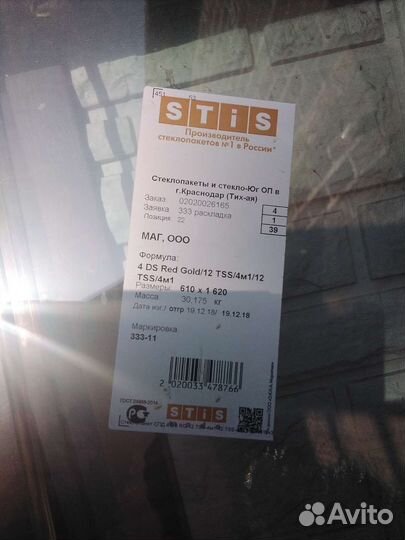 STiS
Производитель
стеклопакетов №1 в России*
Стеклопакеты и стекло-Юг ОП в
г.Краснодар (Тих-ая)
Заказ 02020026165
Заявка 333 раскладка
Позиция: 22
4
1
39
МАГ, ООО
Формула:
4 DS Red Gold/12 TSS/4м1/12
TSS/4м1
Размеры 610 x 1 620
Масса 30,175 кг
Дата изг./ отгр 19.12.18/ 19.12.18
Маркировка
333-11
2 020033 478766
STiS
Avito